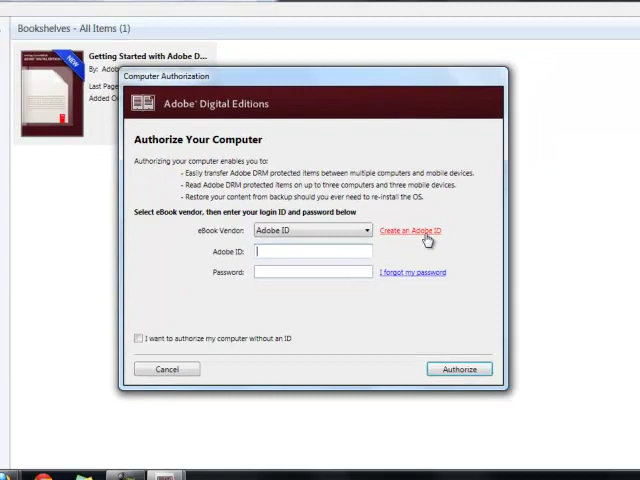 Bookshelves - All Items (1)
NEW
Getting Started with Adobe D...
By: Adob
Last Page
Added O
Computer Authorization
Adobe® Digital Editions
Authorize Your Computer
Authorizing your computer enables you to:
- Easily transfer Adobe DRM protected items between multiple computers and mobile devices.
- Read Adobe DRM protected items on up to three computers and three mobile devices.
- Restore your content from backup should you ever need to re-install the OS.
Select eBook vendor, then enter your login ID and password below
eBook Vendor: Adobe ID Create an Adobe ID
Adobe ID:
Password: I forgot my password
I want to authorize my computer without an ID
Cancel Authorize